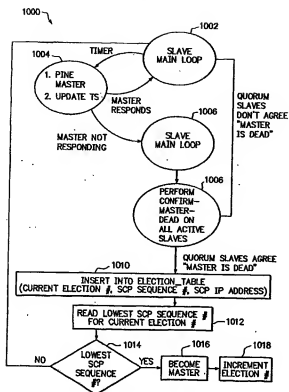 1000
1002
SLAVE
MAIN LOOP
1004
TIMER
1. PINE
MASTER
2. UPDATE TS
MASTER
RESPONDS
MASTER NOT
RESPONDING
1006
SLAVE
MAIN LOOP
QUORUM
SLAVES
DON'T AGREE
"MASTER
IS DEAD"
1006
PERFORM
CONFIRM-
MASTER-
DEAD ON
ALL ACTIVE
SLAVES
QUORUM SLAVES AGREE
"MASTER IS DEAD"
1010
INSERT INTO ELECTION_TABLE
(CURRENT ELECTION #, SCP SEQUENCE #, SCP IP ADDRESS)
READ LOWEST SCP SEQUENCE #
FOR CURRENT ELECTION #
1012
1014
LOWEST
SCP
SEQUENCE
#?
NO
YES
1016
BECOME
MASTER
1018
INCREMENT
ELECTION #